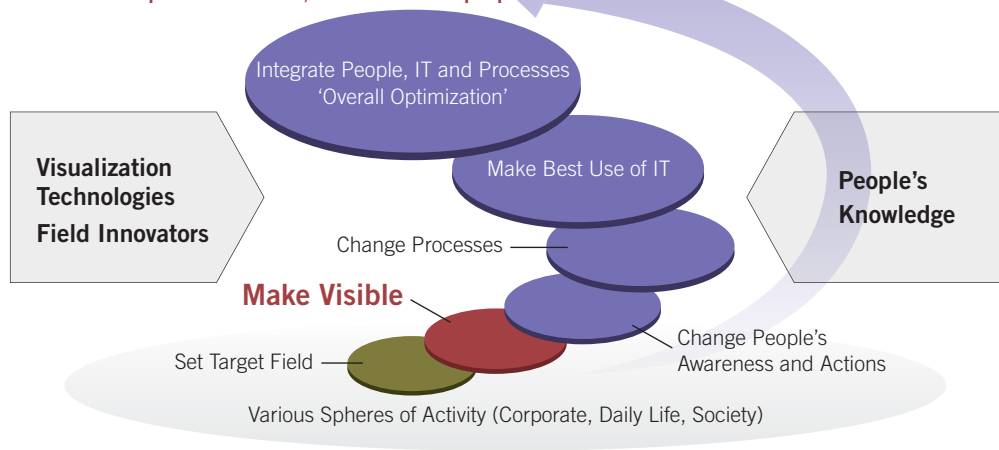 Integrate People, IT and Processes
‘Overall Optimization’
Make Best Use of IT
Visualization
Technologies
Field Innovators
People’s
Knowledge
Change Processes
Make Visible
Change People’s
Awareness and Actions
Set Target Field
Various Spheres of Activity (Corporate, Daily Life, Society)